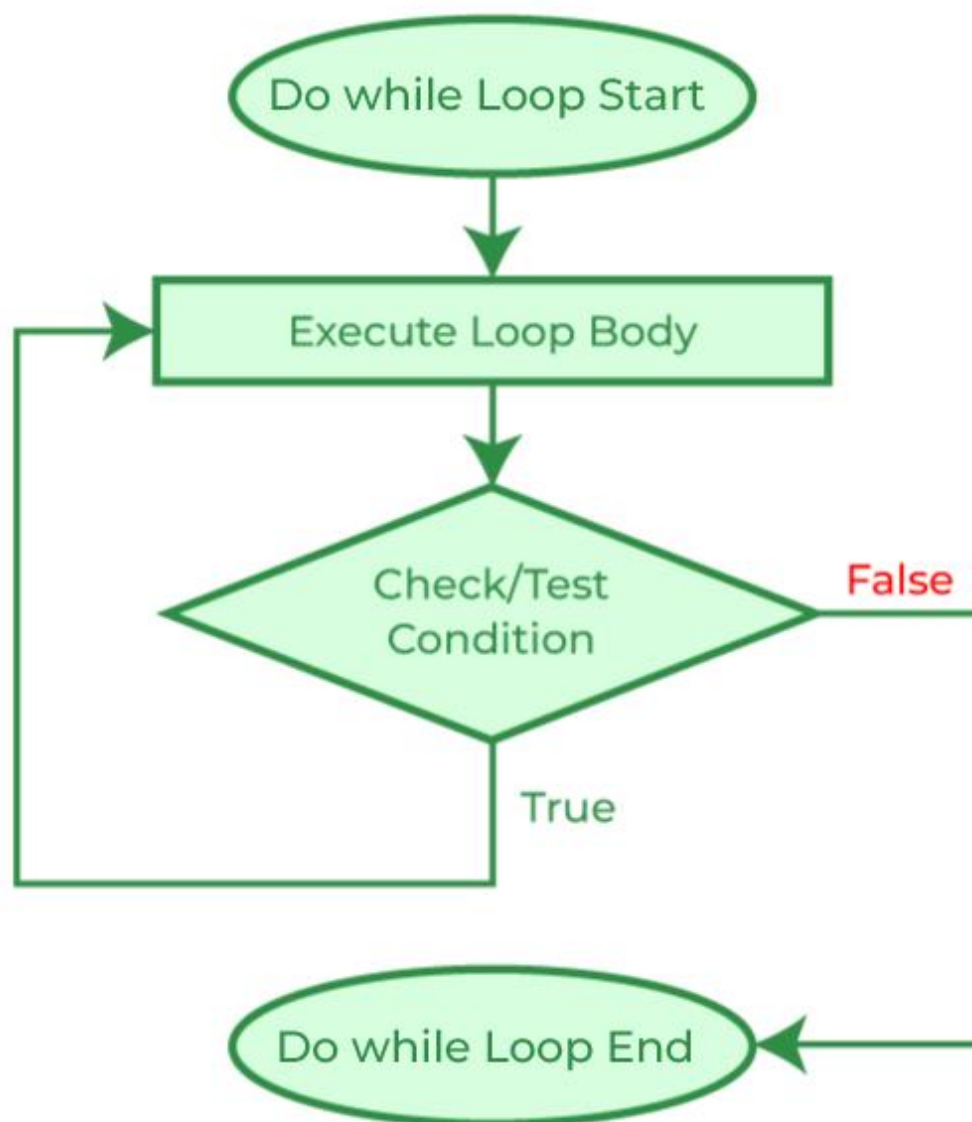 Do while Loop Start
Execute Loop Body
Check/Test
Condition
False
True
Do while Loop End